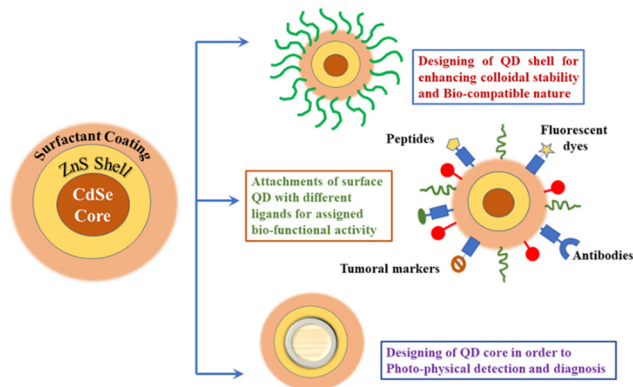 Surfactant Coating
ZnS Shell
CdSe
Core
Designing of QD shell for
enhancing colloidal stability
and Bio-compatible nature
Attachments of surface
QD with different
ligands for assigned
bio-functional activity
Peptides
Fluorescent
dyes
Tumoral markers
Antibodies
Designing of QD core in order to
Photo-physical detection and diagnosis